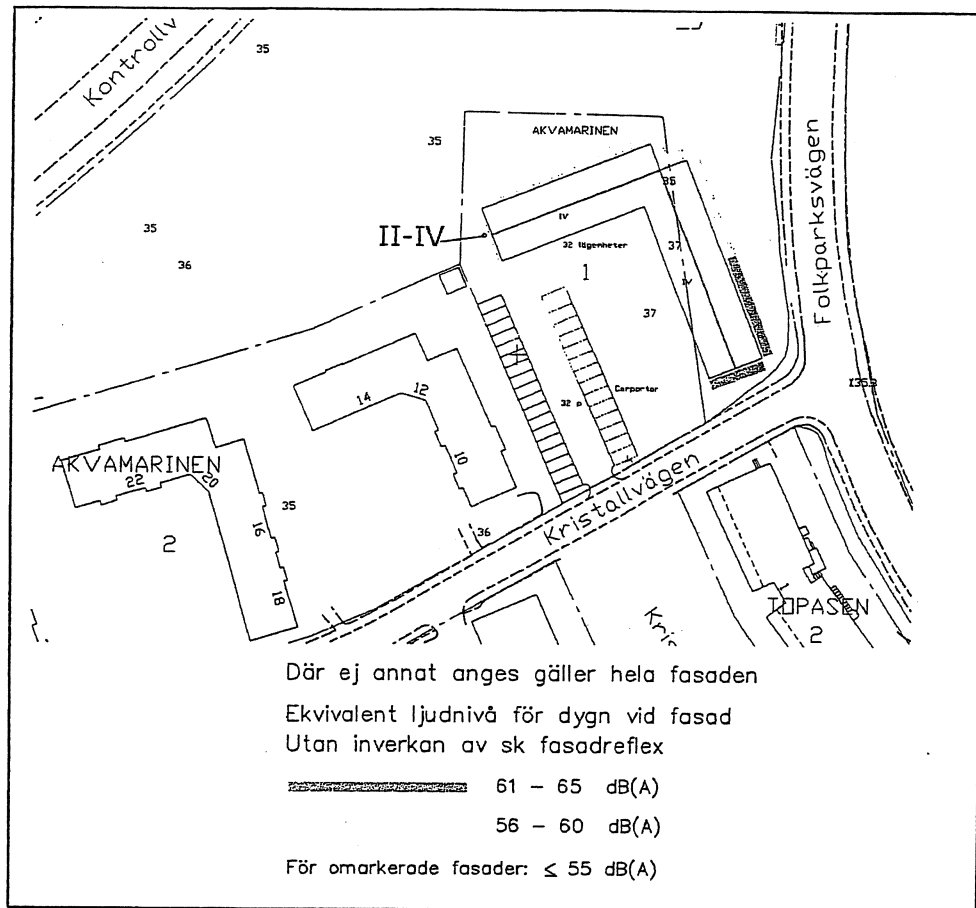 Kontrollv
35
35
AKVAMARINEN
Folkparksvägen
35
36
II-IV
IV
35
32 lägenheter
37
IV
1
37
14
12
10
32 p
Carportar
AKVAMARINEN
22
20
16
18
2
35
36
Kristallvägen
TOPASEN
2
Kris
Där ej annat anges gäller hela fasaden
Ekvivalent ljudnivå för dygn vid fasad
Utan inverkan av sk fasadreflex
61 – 65 dB(A)
56 – 60 dB(A)
För omarkerade fasader: ≤ 55 dB(A)